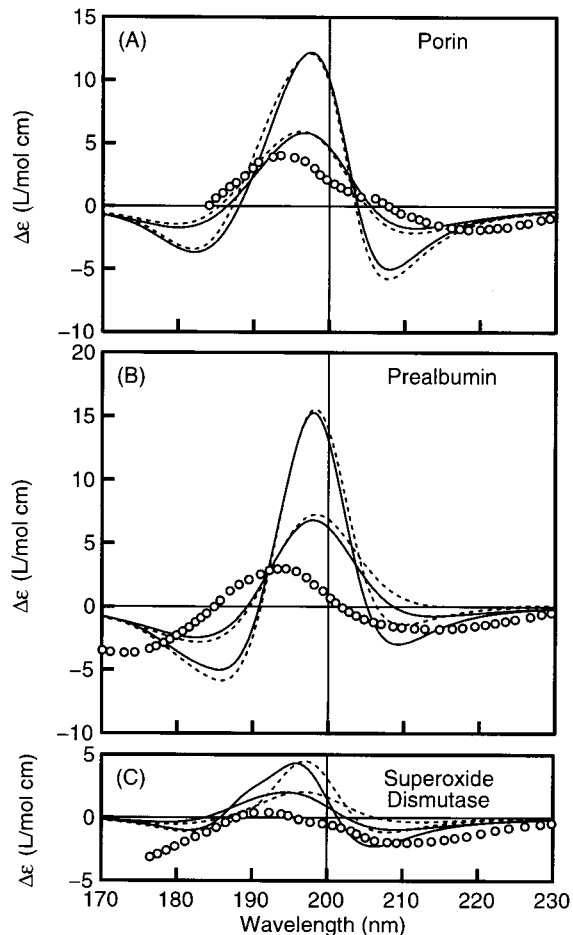 (A)
Porin
15
10
5
0
−5
−10
Δε (L/mol cm)
(B)
Prealbumin
20
15
10
5
0
−5
−10
Δε (L/mol cm)
(C)
Superoxide
Dismutase
5
0
−5
Δε (L/mol cm)
170 180 190 200 210 220 230
Wavelength (nm)